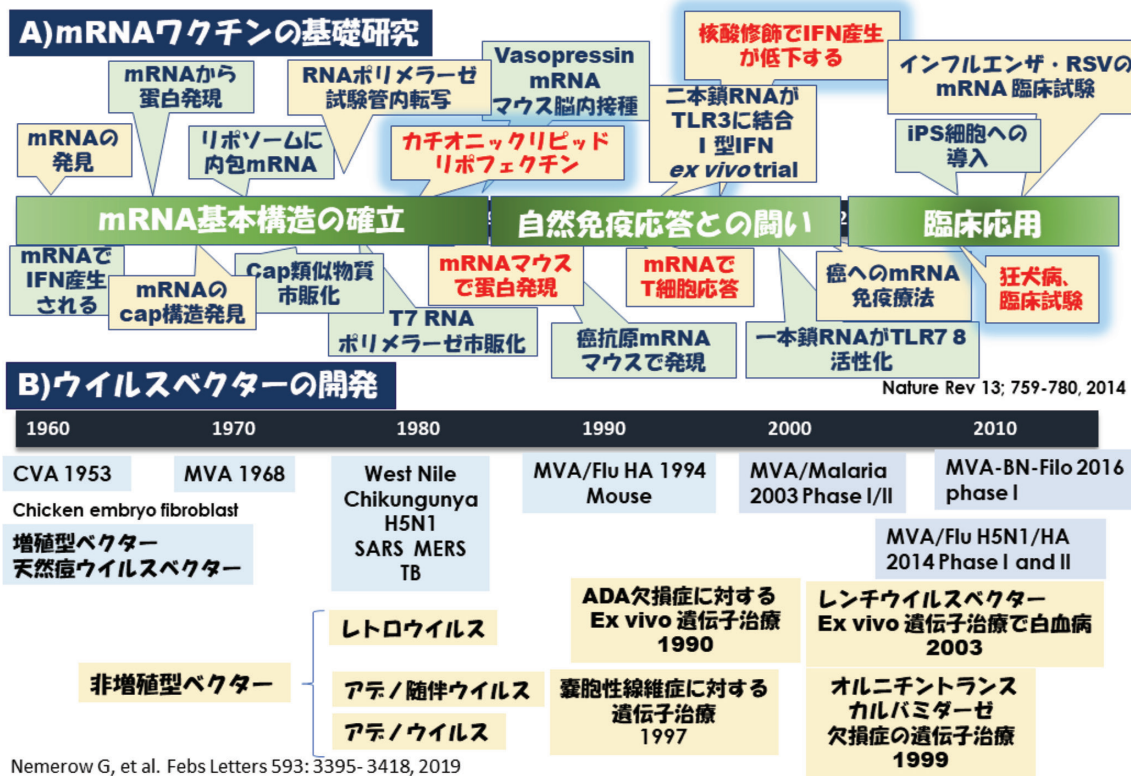 A)mRNAワクチンの基礎研究
mRNAから
蛋白発現
RNAポリメラーゼ
試験管内転写
Vasopressin
mRNA
マウス脳内接種
核酸修飾でIFN産生
が低下する
インフルエンザ・RSVの
mRNA 臨床試験
mRNAの
発見
リポソームに
内包mRNA
カチオニックリピッド
リポフェクチン
二本鎖RNAが
TLR3に結合
I 型IFN
ex vivo trial
iPS細胞への
導入
mRNA基本構造の確立
自然免疫応答との闘い
臨床応用
mRNAで
IFN産生
される
mRNAの
cap構造発見
Cap類似物質
市販化
T7 RNA
ポリメラーゼ市販化
mRNAマウス
で蛋白発現
癌抗原mRNA
マウスで発現
mRNAで
T細胞応答
一本鎖RNAがTLR7 8
活性化
癌へのmRNA
免疫療法
狂犬病、
臨床試験
Nature Rev 13; 759-780, 2014
B)ウイルスベクターの開発
1960 1970 1980 1990 2000 2010
CVA 1953
MVA 1968
West Nile
Chikungunya
H5N1
SARS MERS
TB
MVA/Flu HA 1994
Mouse
MVA/Malaria
2003 Phase I/II
MVA-BN-Filo 2016
phase I
Chicken embryo fibroblast
増殖型ベクター
天然痘ウイルスベクター
MVA/Flu H5N1/HA
2014 Phase I and II
非増殖型ベクター
レトロウイルス
ADA欠損症に対する
Ex vivo 遺伝子治療
1990
レンチウイルスベクター
Ex vivo 遺伝子治療で白血病
2003
アデノ随伴ウイルス
アデノウイルス
嚢胞性線維症に対する
遺伝子治療
1997
オルニチントランス
カルバミダーゼ
欠損症の遺伝子治療
1999
Nemerow G, et al. Febs Letters 593: 3395- 3418, 2019